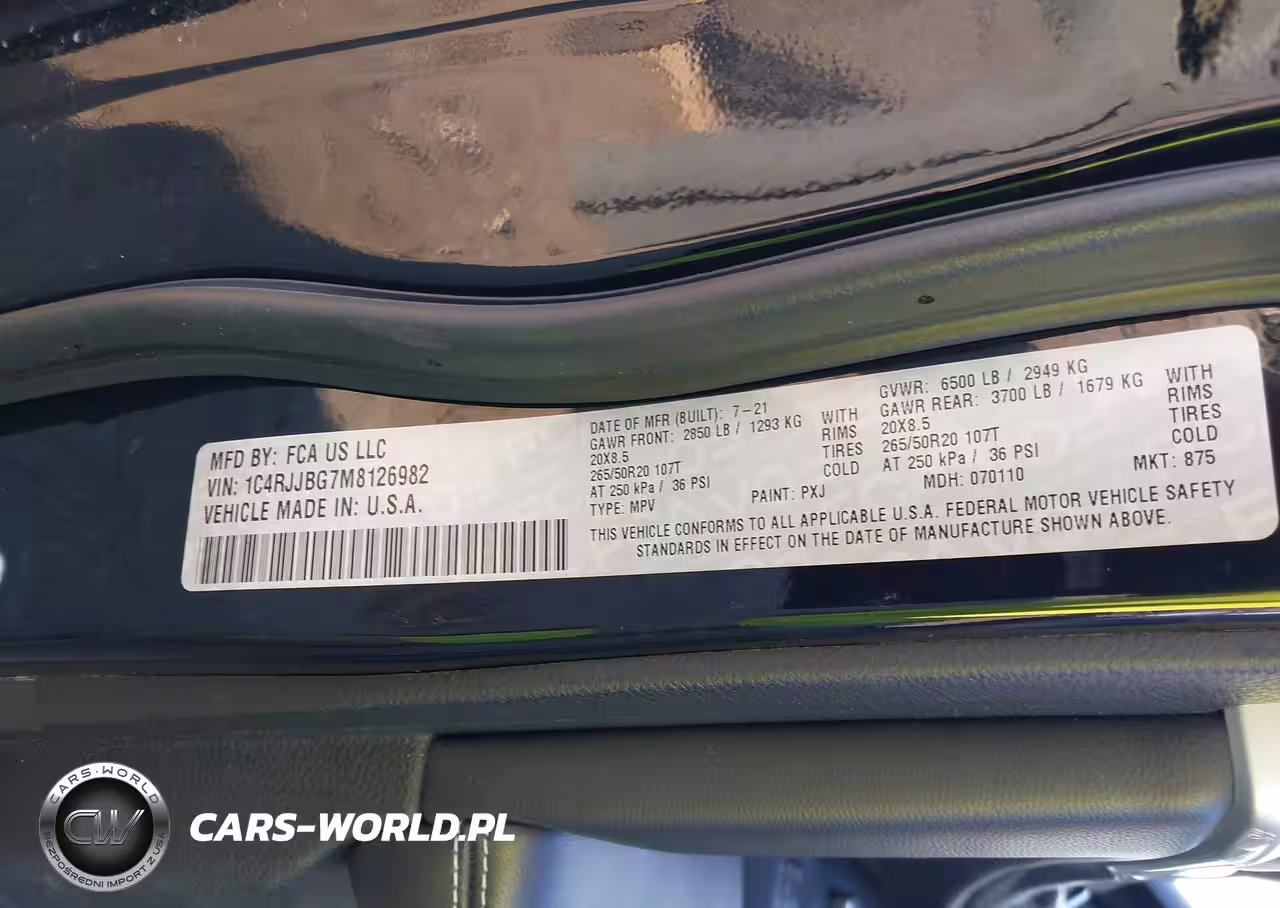 MFD BY: FCA US LLC
VIN: 1C4RJJBG7M8126982
VEHICLE MADE IN: U.S.A.
DATE OF MFR (BUILT): 7-21
GAWR FRONT: 2850 LB / 1293 KG WITH
20X8.5 RIMS
265/50R20 107T TIRES
AT 250 kPa / 36 PSI COLD
TYPE: MPV PAINT: PXJ
GVWR: 6500 LB / 2949 KG
GAWR REAR: 3700 LB / 1679 KG WITH
20X8.5 RIMS
265/50R20 107T TIRES
AT 250 kPa / 36 PSI COLD
MDH: 070110 MKT: 875
THIS VEHICLE CONFORMS TO ALL APPLICABLE U.S.A. FEDERAL MOTOR VEHICLE SAFETY
STANDARDS IN EFFECT ON THE DATE OF MANUFACTURE SHOWN ABOVE.
CARS-WORLD
CW
BEZPOŚREDNI IMPORT Z USA
CARS-WORLD.PL